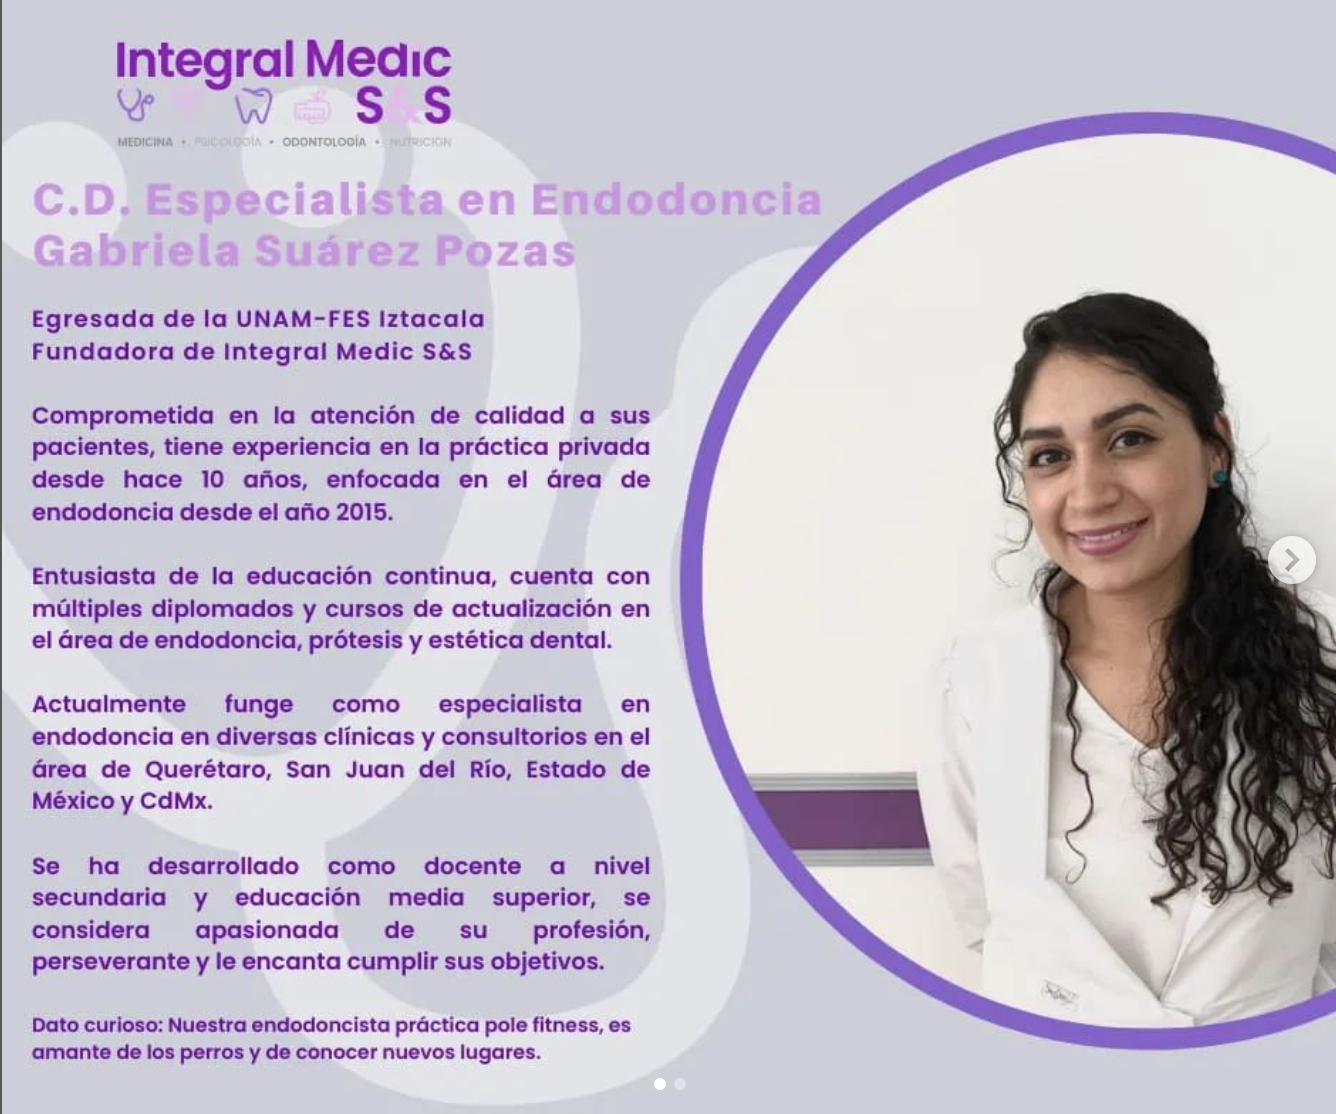 Integral Medic
S&S
MEDICINA • PSICOLOGÍA • ODONTOLOGÍA • NUTRICION
C.D. Especialista en Endodoncia
Gabriela Suárez Pozas
Egresada de la UNAM-FES Iztacala
Fundadora de Integral Medic S&S
Comprometida en la atención de calidad a sus
pacientes, tiene experiencia en la práctica privada
desde hace 10 años, enfocada en el área de
endodoncia desde el año 2015.
Entusiasta de la educación continua, cuenta con
múltiples diplomados y cursos de actualización en
el área de endodoncia, prótesis y estética dental.
Actualmente funge como especialista en
endodoncia en diversas clínicas y consultorios en el
área de Querétaro, San Juan del Río, Estado de
México y CdMx.
Se ha desarrollado como docente a nivel
secundaria y educación media superior, se
considera apasionada de su profesión,
perseverante y le encanta cumplir sus objetivos.
Dato curioso: Nuestra endodoncista práctica pole fitness, es
amante de los perros y de conocer nuevos lugares.